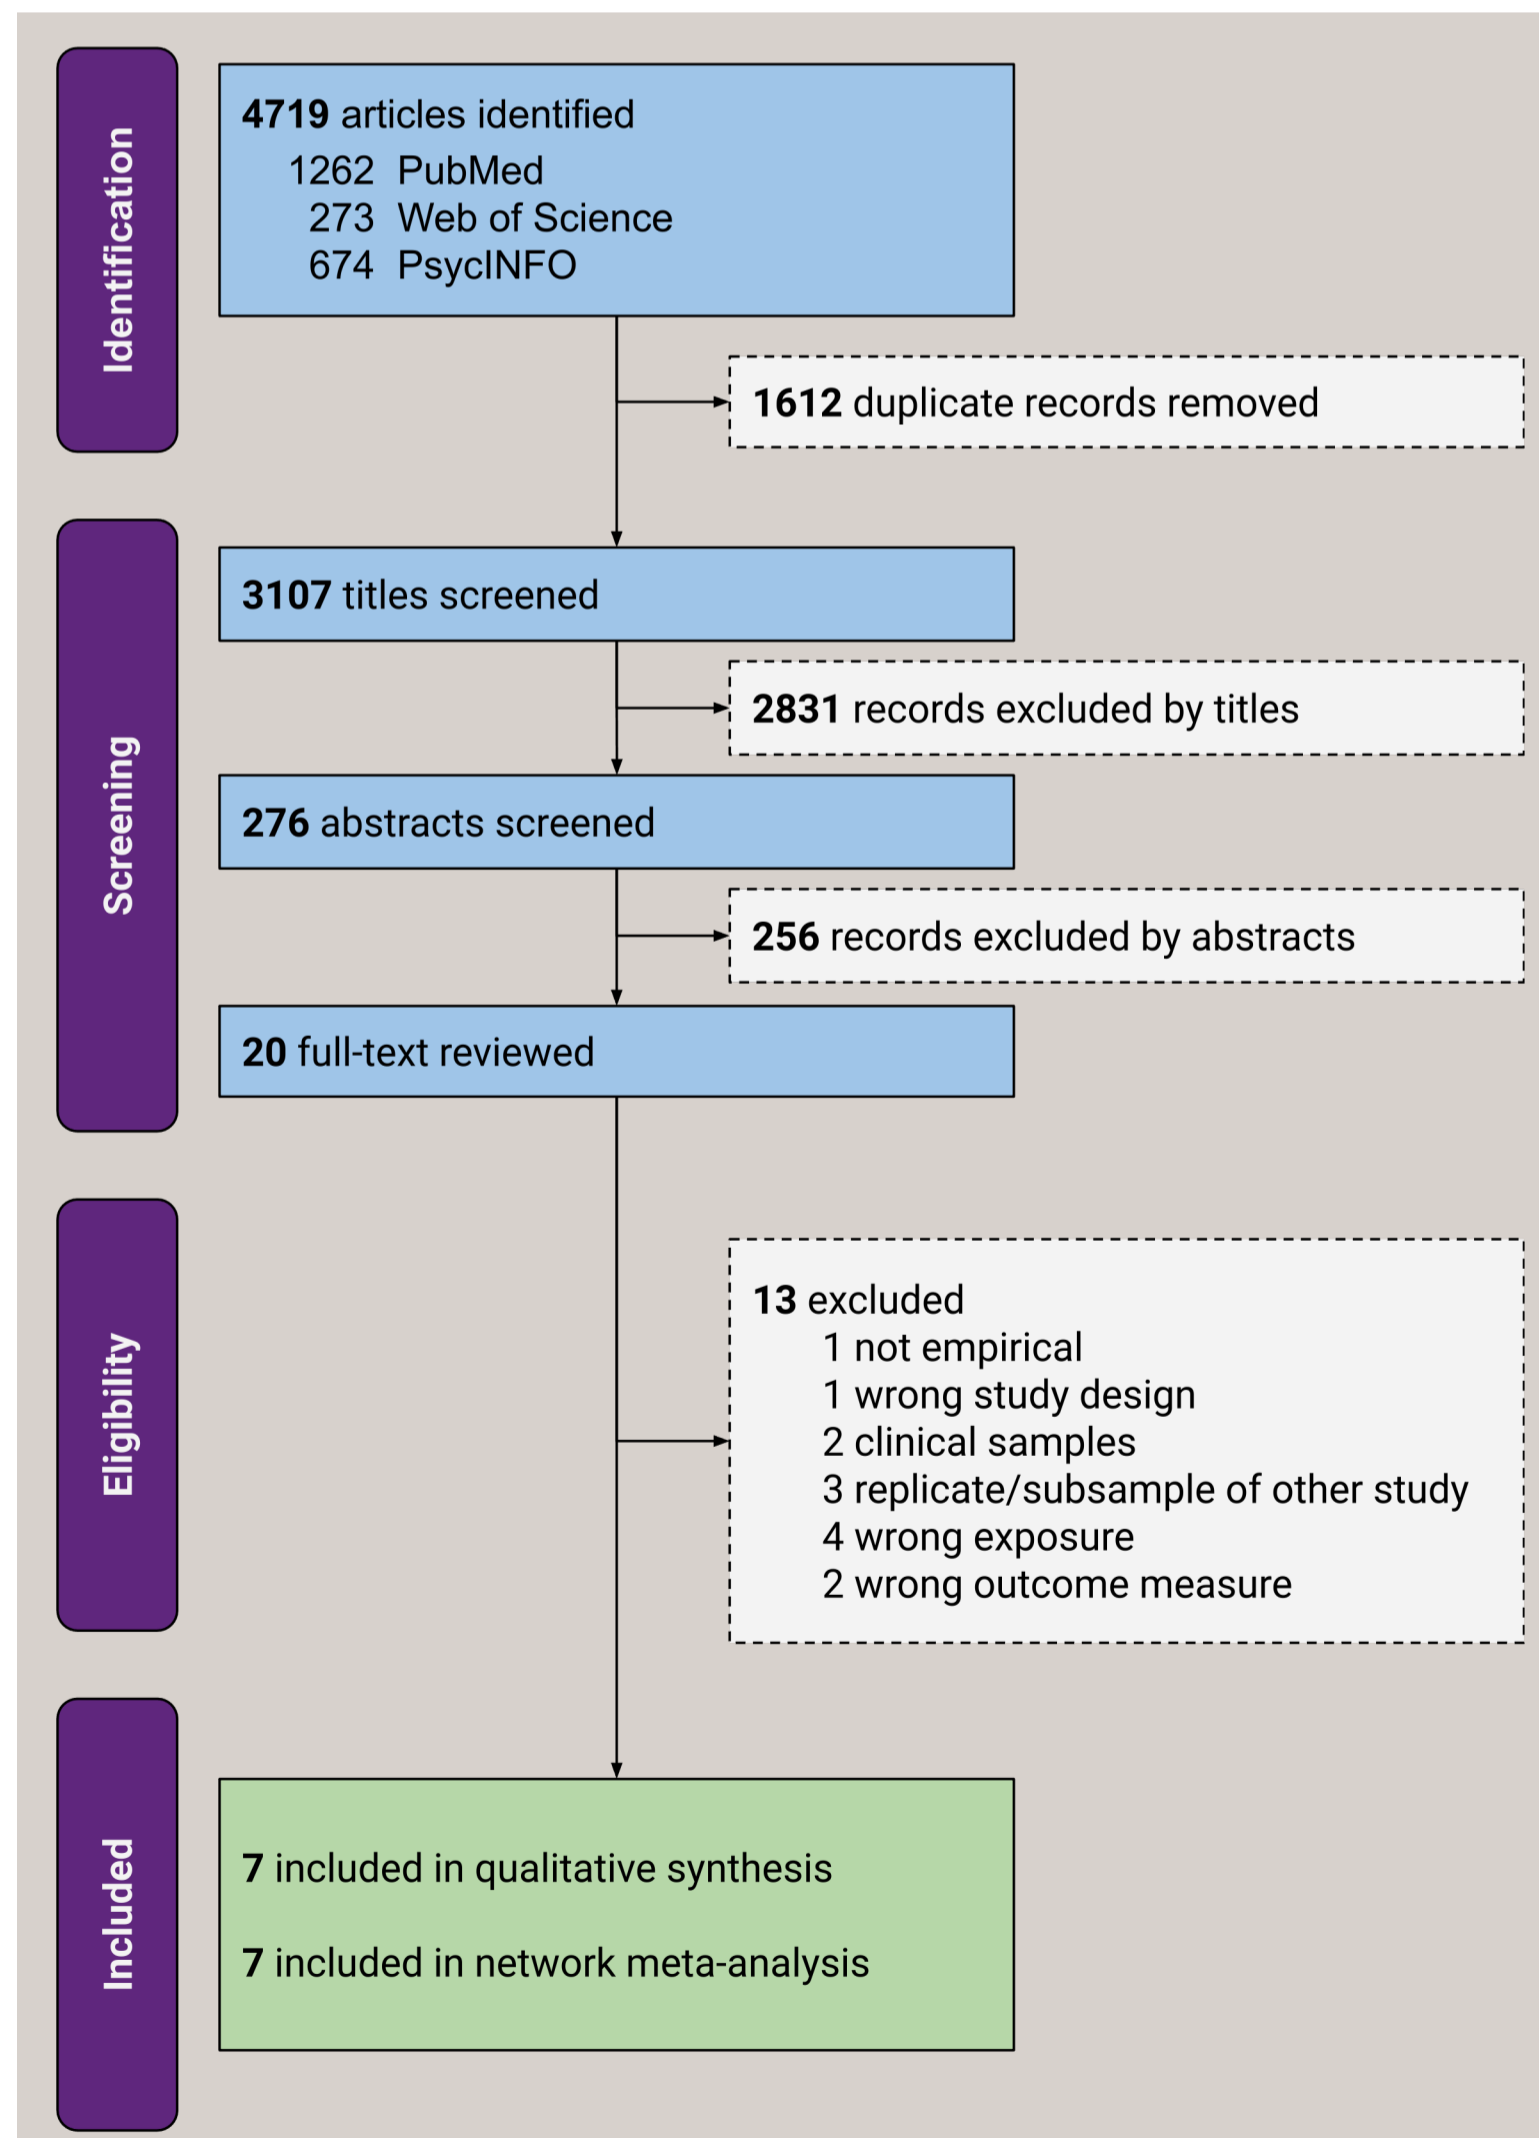 Identification
4719 articles identified
1262 PubMed
273 Web of Science
674 PsycINFO
1612 duplicate records removed
Screening
3107 titles screened
2831 records excluded by titles
276 abstracts screened
256 records excluded by abstracts
20 full-text reviewed
Eligibility
13 excluded
1 not empirical
1 wrong study design
2 clinical samples
3 replicate/subsample of other study
4 wrong exposure
2 wrong outcome measure
Included
7 included in qualitative synthesis
7 included in network meta-analysis